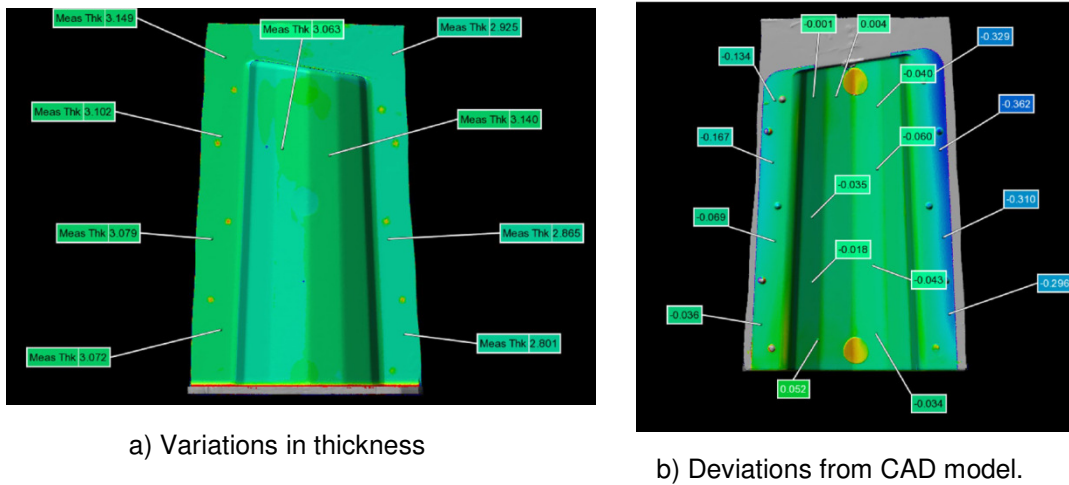 Meas Thk 3.149
Meas Thk 3.063
Meas Thk 2.925
Meas Thk 3.102
Meas Thk 3.140
Meas Thk 3.079
Meas Thk 2.865
Meas Thk 3.072
Meas Thk 2.801
a) Variations in thickness
-0.001
0.004
-0.329
-0.134
-0.040
-0.362
-0.167
-0.060
-0.035
-0.310
-0.069
-0.018
-0.043
-0.296
-0.036
0.052
-0.034
b) Deviations from CAD model.